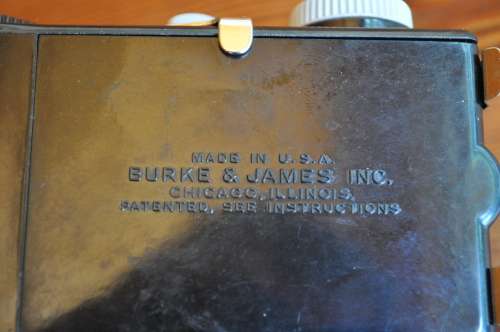 MADE IN U.S.A.
BURKE & JAMES INC.
CHICAGO, ILLINOIS.
PATENTED, SEE INSTRUCTIONS